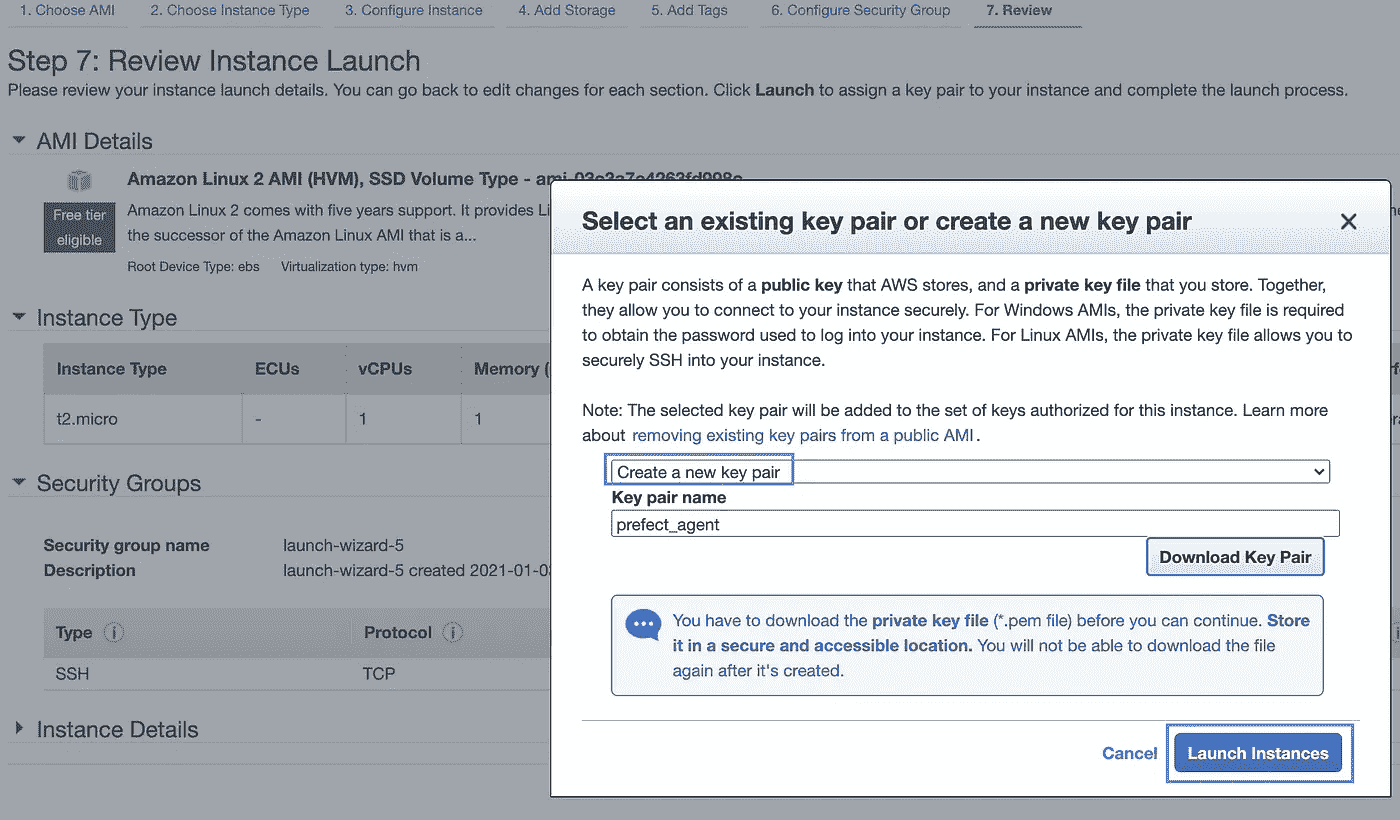 1. Choose AMI 2. Choose Instance Type 3. Configure Instance 4. Add Storage 5. Add Tags 6. Configure Security Group 7. Review
Step 7: Review Instance Launch
Please review your instance launch details. You can go back to edit changes for each section. Click Launch to assign a key pair to your instance and complete the launch process.
AMI Details
Amazon Linux 2 AMI (HVM), SSD Volume Type -
Free tier
eligible
Amazon Linux 2 comes with five years support. It provides
the successor of the Amazon Linux AMI that is a...
Root Device Type: ebs Virtualization type: hvm
Instance Type
Instance Type ECUs vCPUs Memory (
t2.micro - 1 1
Security Groups
Security group name launch-wizard-5
Description launch-wizard-5 created
Type Protocol
SSH TCP
Instance Details
Select an existing key pair or create a new key pair
A key pair consists of a public key that AWS stores, and a private key file that you store. Together,
they allow you to connect to your instance securely. For Windows AMIs, the private key file is required
to obtain the password used to log into your instance. For Linux AMIs, the private key file allows you to
securely SSH into your instance.
Note: The selected key pair will be added to the set of keys authorized for this instance. Learn more
about removing existing key pairs from a public AMI.
Create a new key pair
Key pair name
prefect_agent
Download Key Pair
You have to download the private key file (*.pem file) before you can continue. Store
it in a secure and accessible location. You will not be able to download the file
again after it's created.
Cancel Launch Instances